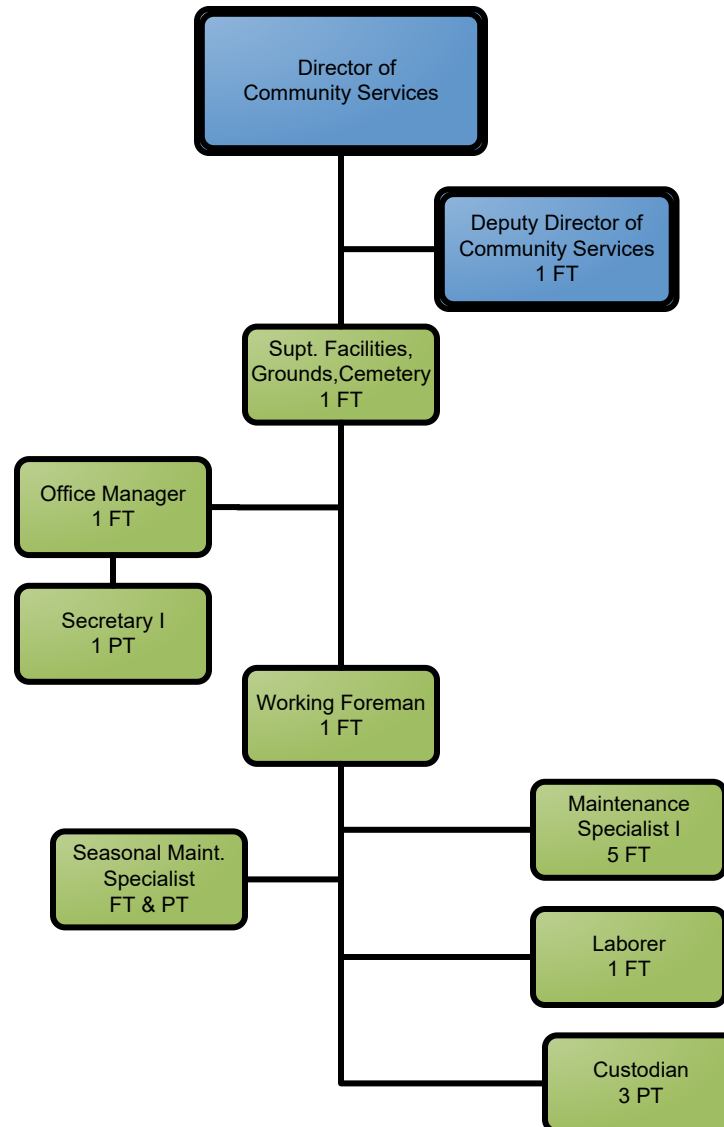 Director of
Community Services
Deputy Director of
Community Services
1 FT
Supt. Facilities,
Grounds,Cemetery
1 FT
Office Manager
1 FT
Secretary I
1 PT
Working Foreman
1 FT
Maintenance
Specialist I
5 FT
Seasonal Maint.
Specialist
FT & PT
Laborer
1 FT
Custodian
3 PT